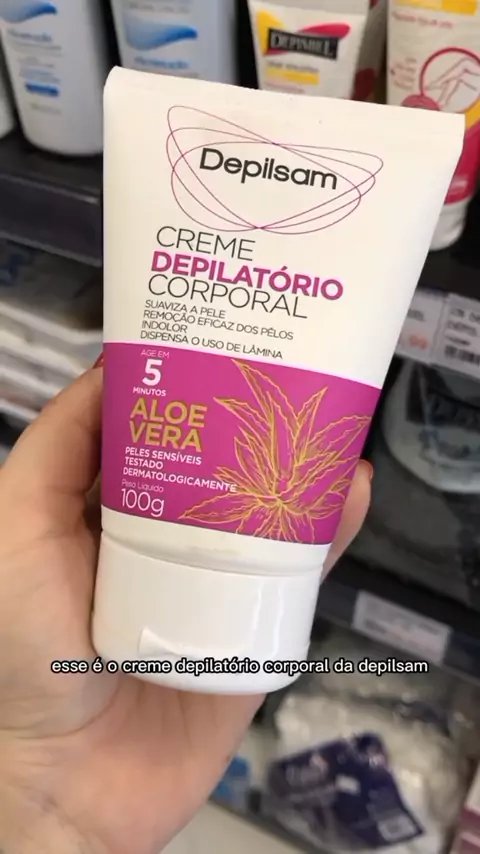 DEPISBEL
Depilsam
CREME
DEPILATÓRIO
CORPORAL
SUAVIZA A PELE
REMOÇÃO EFICAZ DOS PÊLOS
INDOLOR
DISPENSA O USO DE LÂMINA
AGE EM
5
MINUTOS
ALOE
VERA
PELES SENSÍVEIS
TESTADO
DERMATOLOGICAMENTE
Peso Líquido
100g
esse é o creme depilatório corporal da depilsam